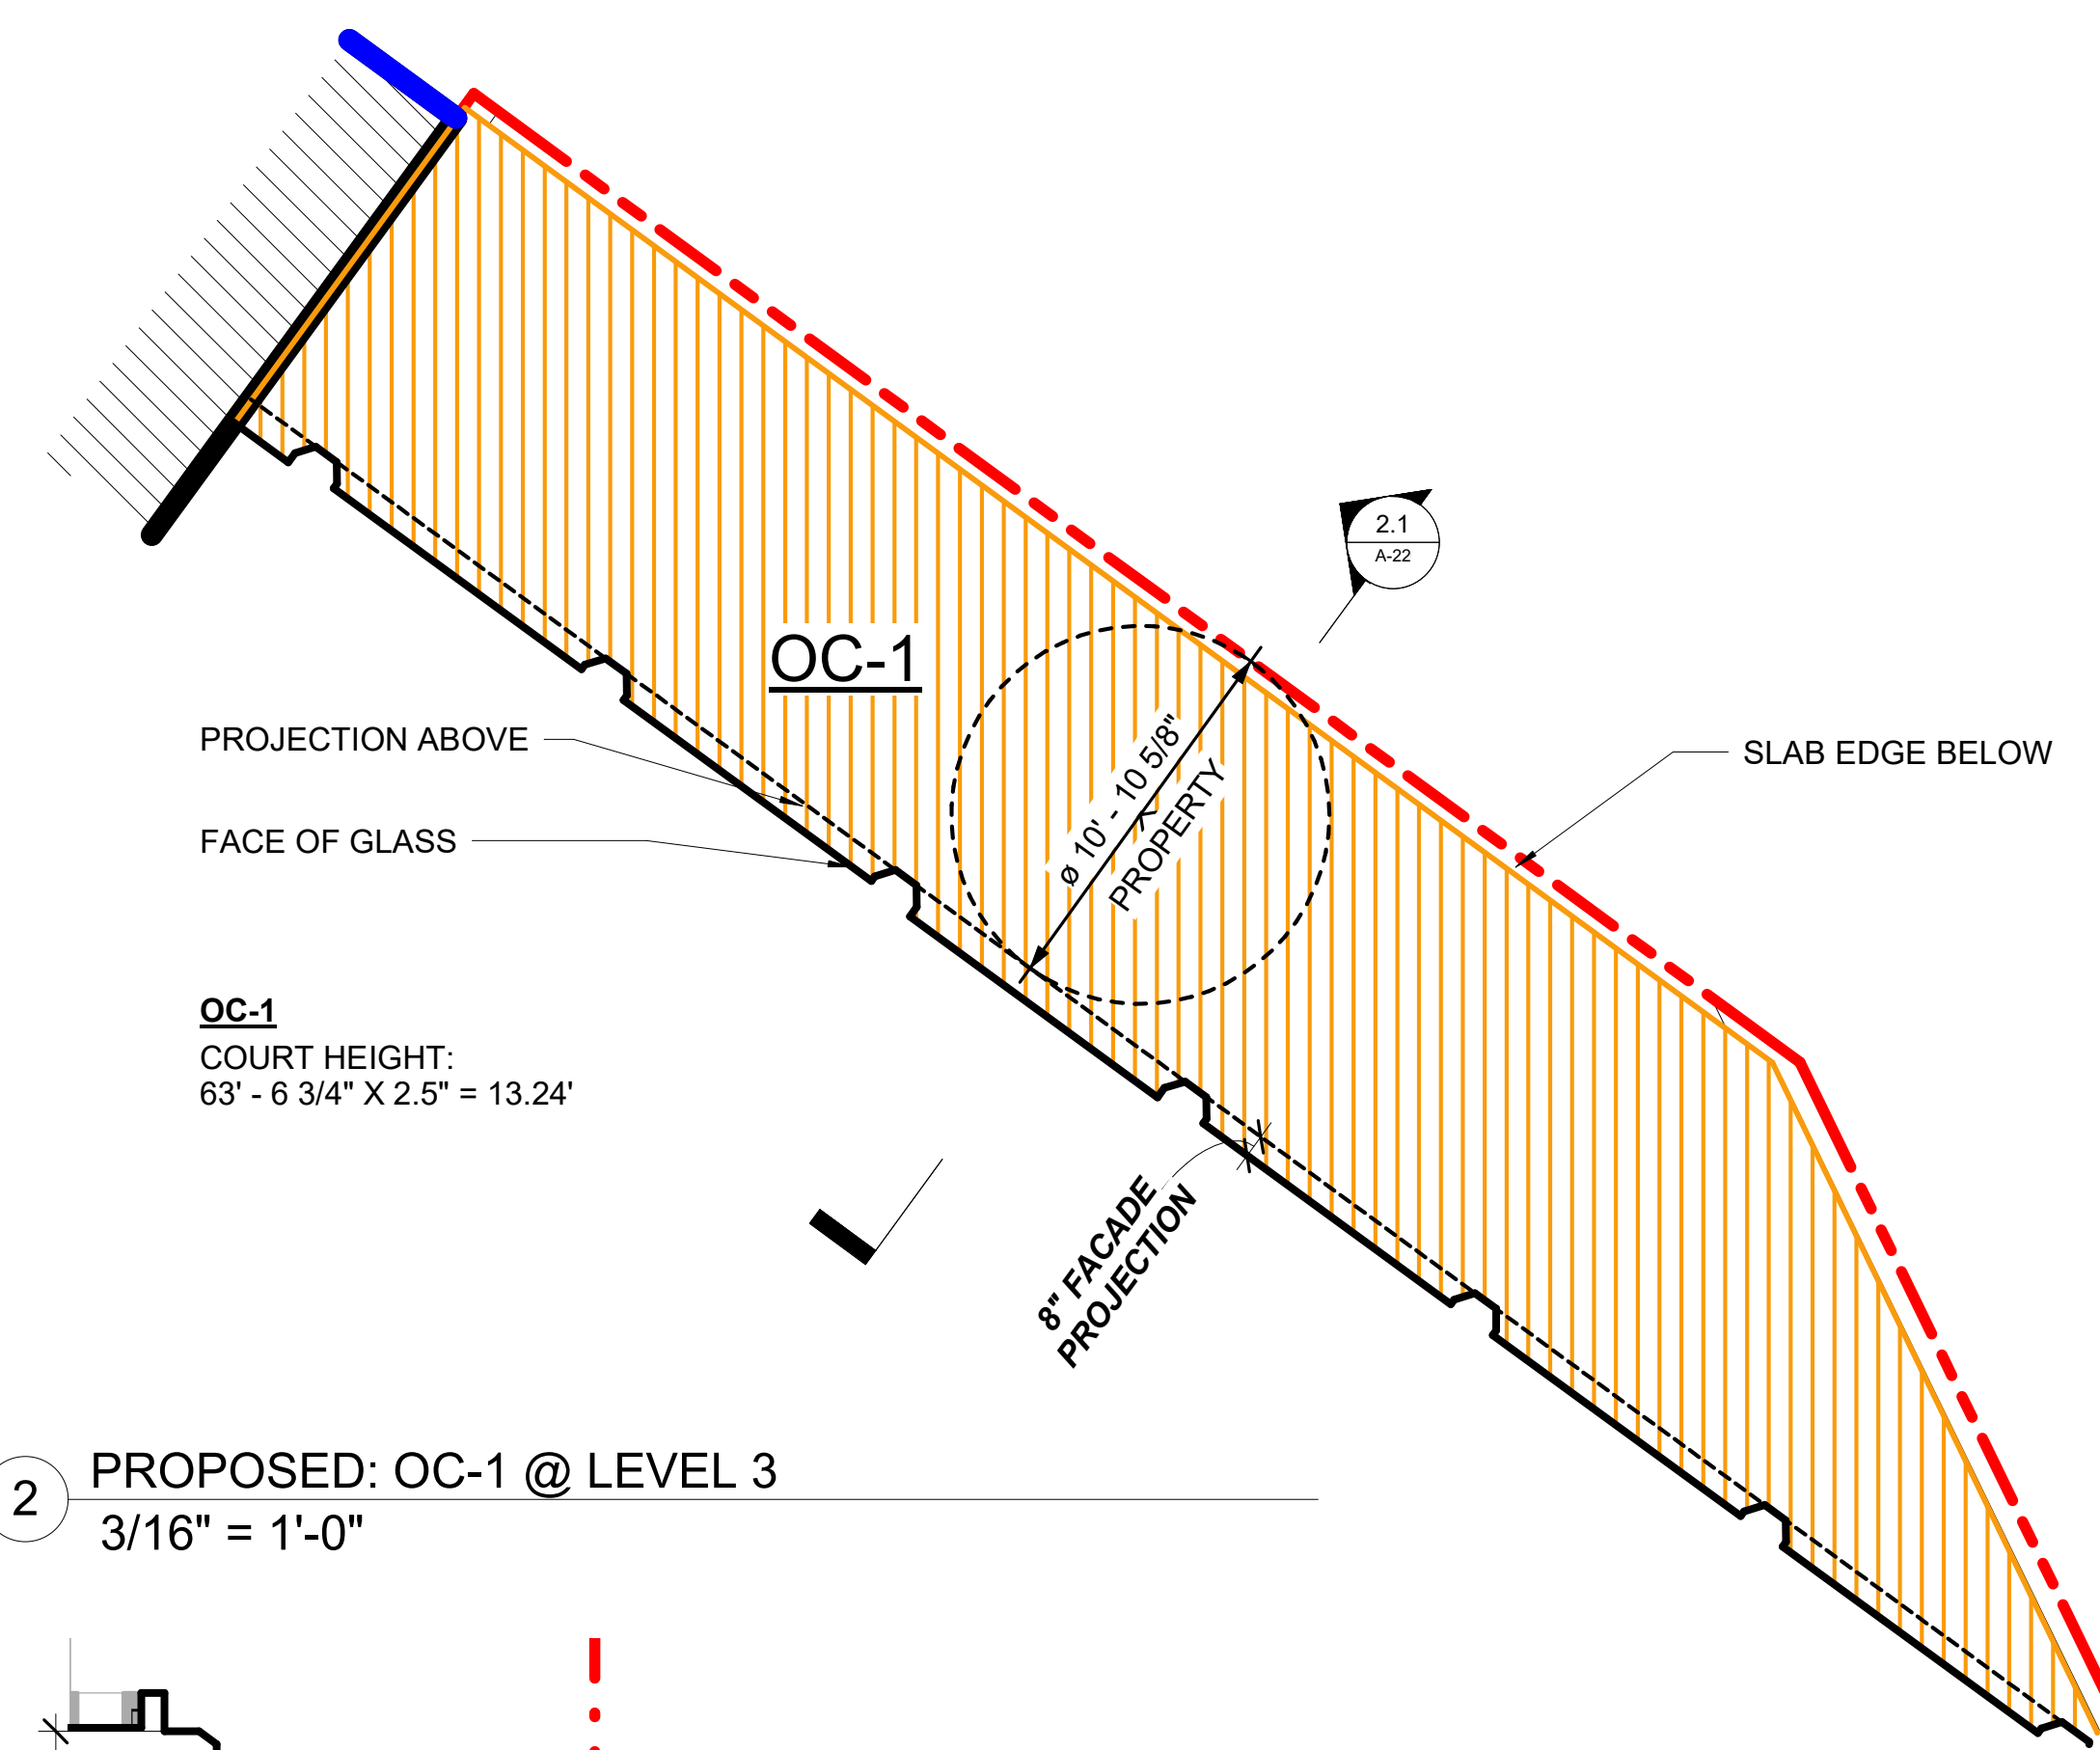 2.1
A-22
OC-1
PROJECTION ABOVE
SLAB EDGE BELOW
ø 10' - 10 5/8"
PROPERTY
FACE OF GLASS
OC-1
COURT HEIGHT:
63' - 6 3/4" X 2.5" = 13.24'
8" FACADE
PROJECTION
2
PROPOSED: OC-1 @ LEVEL 3
3/16" = 1'-0"